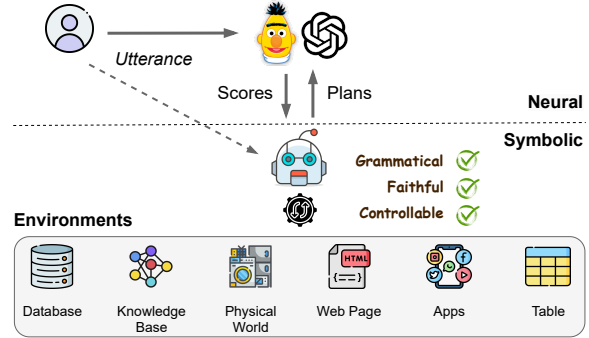 Utterance
Scores
Plans
Neural
Symbolic
Grammatical
Faithful
Controllable
Environments
HTML
{==}
Database
Knowledge
Base
Physical
World
Web Page
Apps
Table